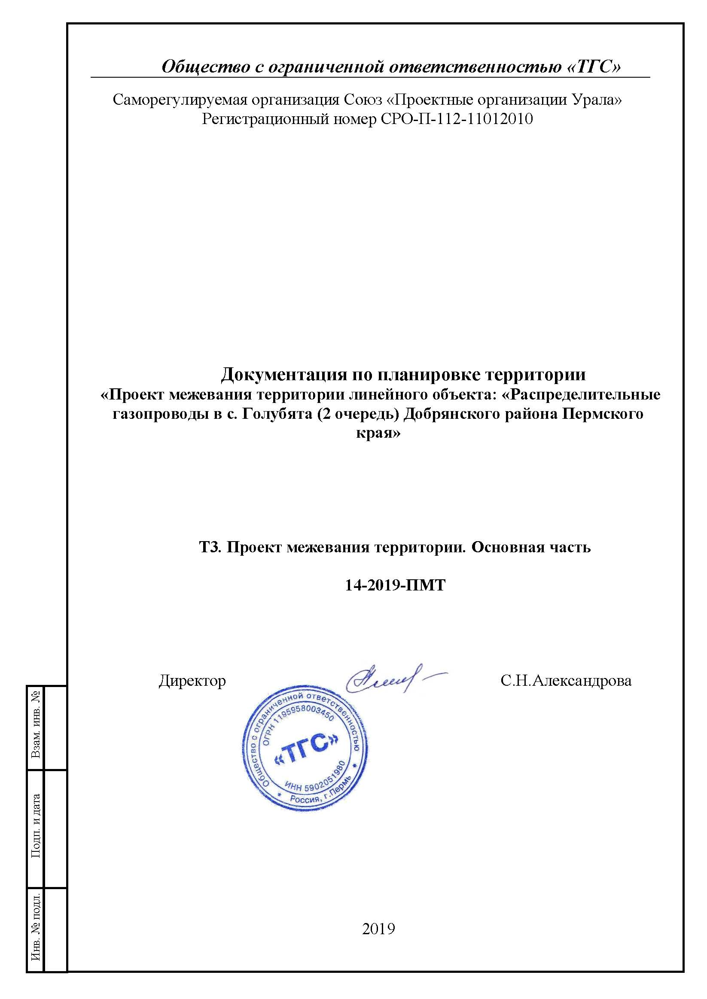 Общество с ограниченной ответственностью «ТГС»
Саморегулируемая организация Союз «Проектные организации Урала»
Регистрационный номер СРО-П-112-11012010
Документация по планировке территории
«Проект межевания территории линейного объекта: «Распределительные
газопроводы в с. Голубята (2 очередь) Добрянского района Пермского
края»
Т3. Проект межевания территории. Основная часть
14-2019-ПМТ
Директор
С.Н.Александрова
Общество с ограниченной ответственностью
ОГРН 1195958003450
«ТГС»
ИНН 5902051980
* Россия, г.Пермь *
Взам. инв. №
Подп. и дата
Инв. № подл.
2019